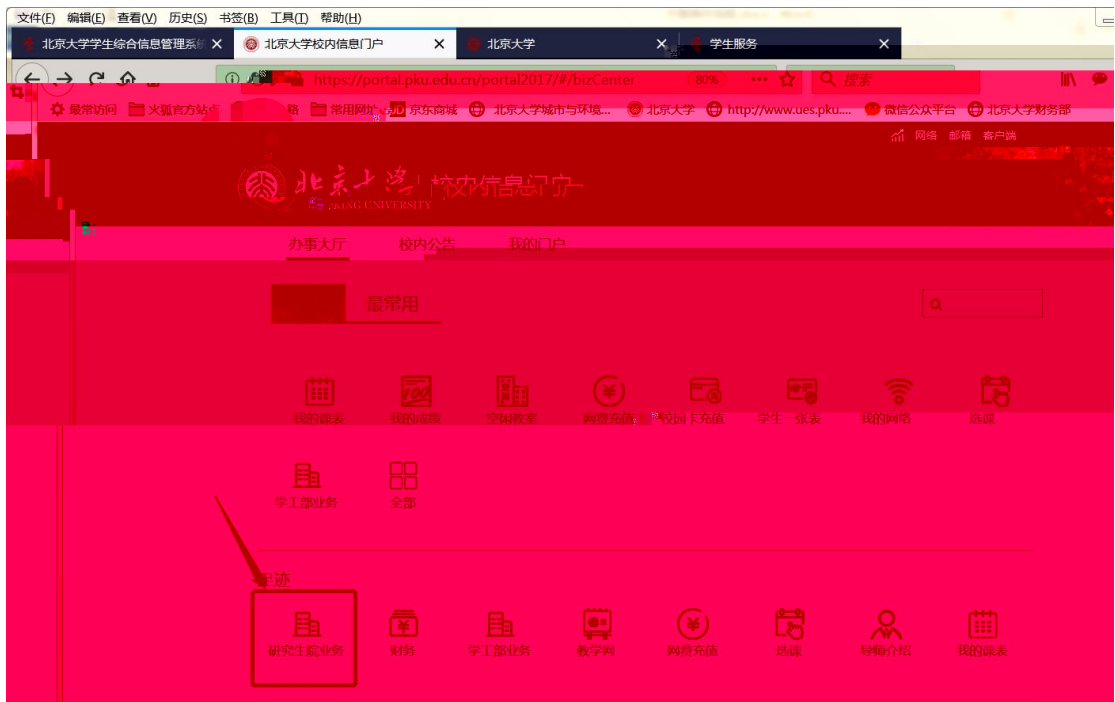 文件(F) 编辑(E) 查看(V) 历史(S) 书签(B) 工具(T) 帮助(H)
北京大学学生综合信息管理系统 北京大学校内信息门户 北京大学 学生服务
https://portal.pku.edu.cn/portal2017/#/bizCenter 80% 搜索
最常访问 火狐官方站点 常用网址 JD 京东商城 北京大学城市与环境... 北京大学 http://www.ues.pku.... 微信公众平台 北京大学财务部
网络 邮箱 客户端
北京大学 校内信息门户
UNIVERSITY
办事大厅 校内公告 我的门户
最常用
我的课表 我的成绩 空闲教室 网费充值 校园卡充值 学生一张表 我的网络 选课
学工部业务 全部
足迹
研究生院业务 财务 学工部业务 教学网 网费充值 选课 导师介绍 我的课表